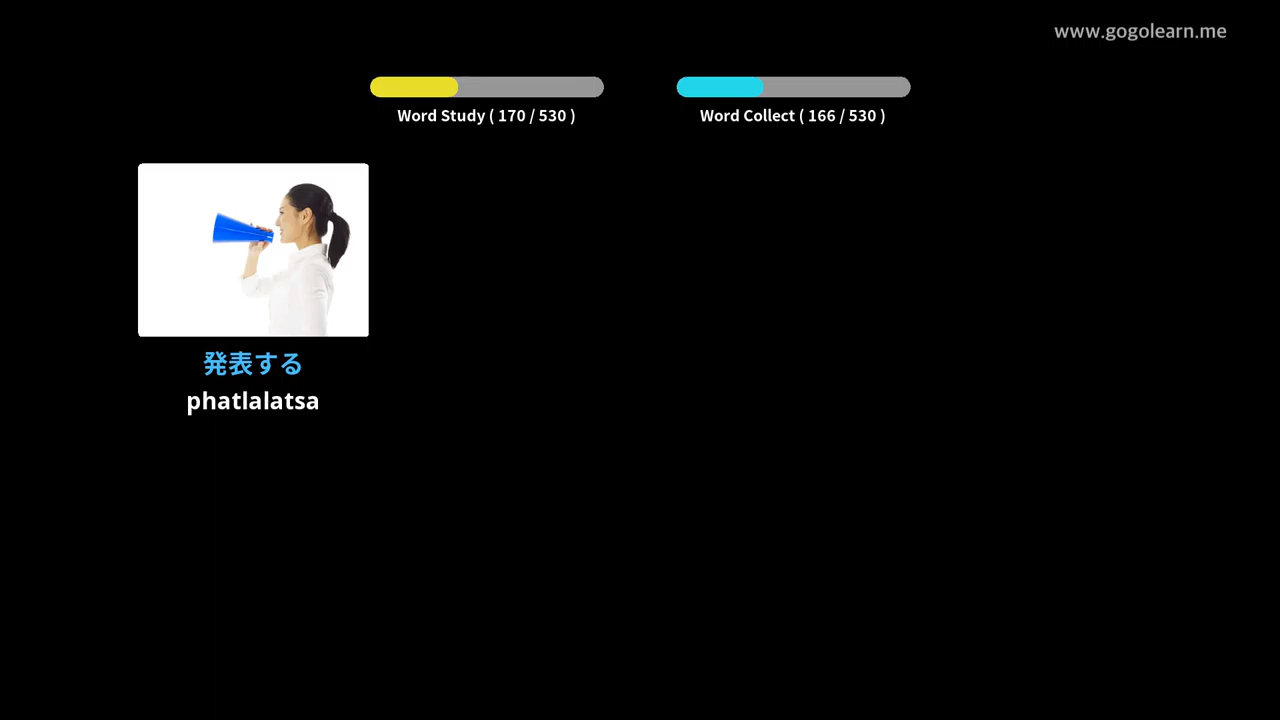 www.gogolearn.me
Word Study ( 170 / 530 )
Word Collect ( 166 / 530 )
発表する
phatlalatsa